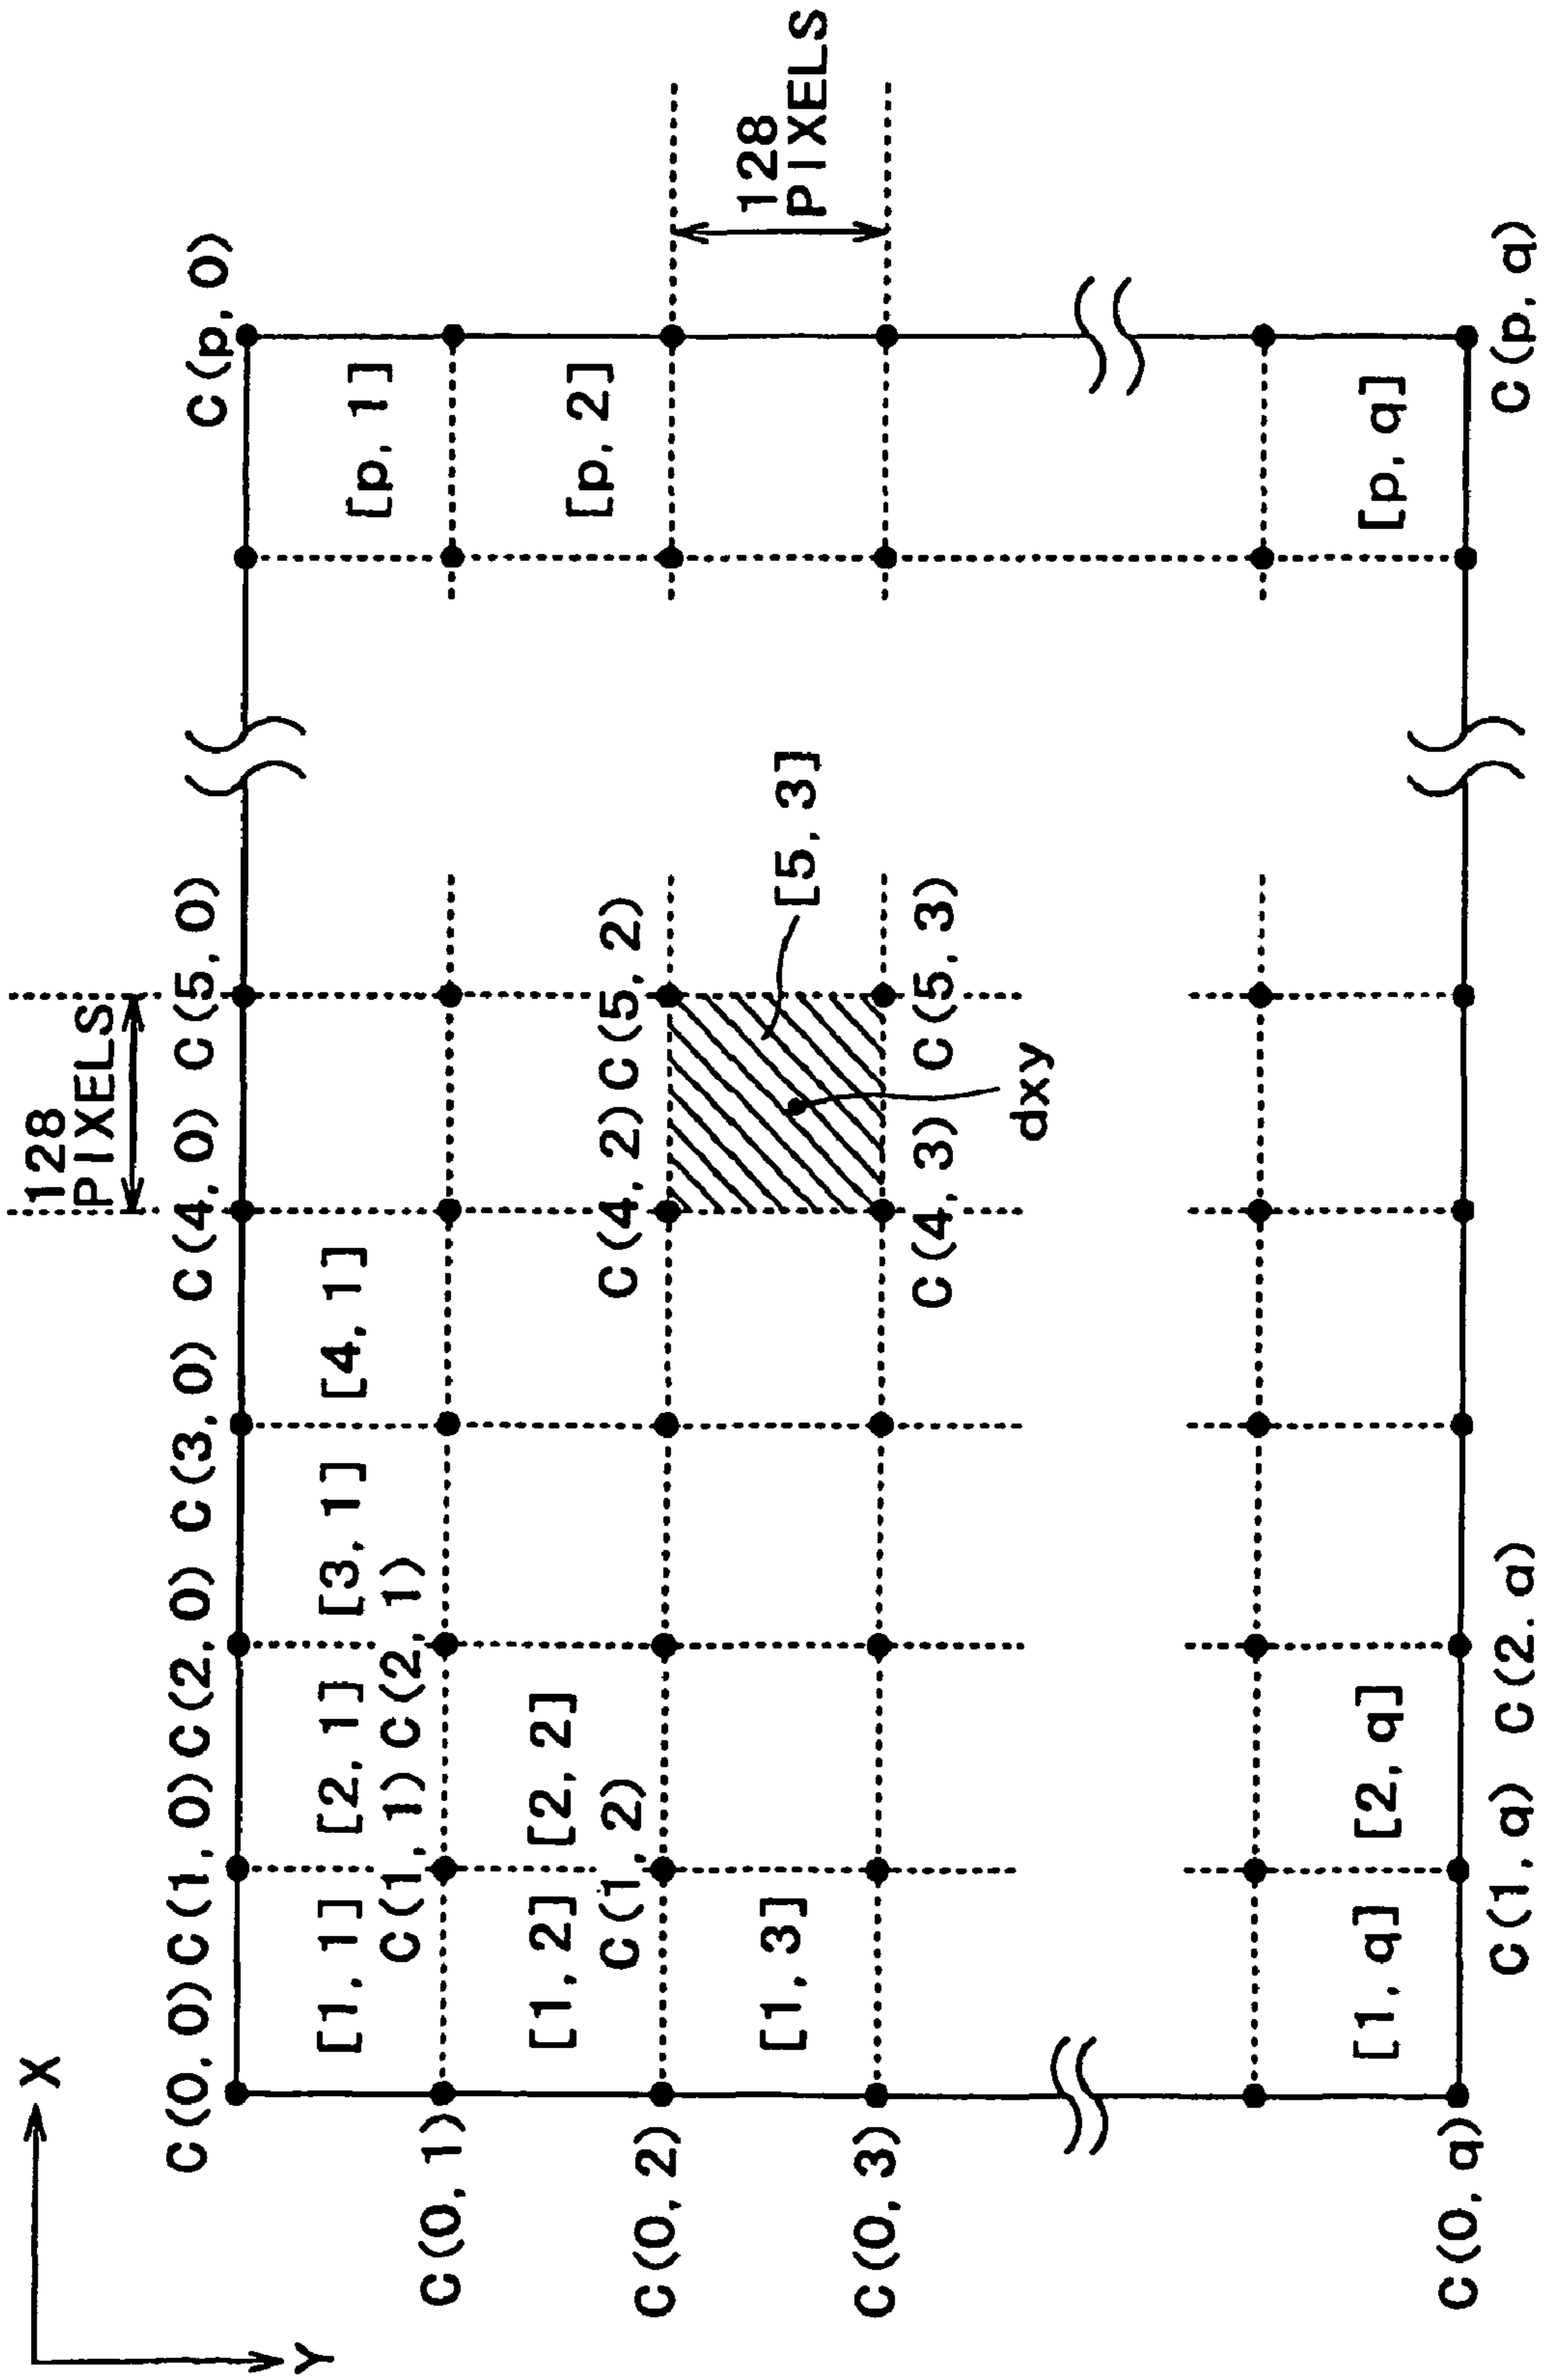 X
Y
128
PIXELS
C(0, 0) C(1, 0) C(2, 0) C(3, 0) C(4, 0) C(5, 0) C(p, 0)
[1, 1] [2, 1] [3, 1] [4, 1] [p, 1]
C(1, 1) C(2, 1)
C(0, 1)
[1, 2] [2, 2] [p, 2]
C(1, 2) C(4, 2) C(5, 2)
C(0, 2)
128
PIXELS
[1, 3] [5, 3]
C(0, 3) C(4, 3) C(5, 3)
dxy
[1, q] [2, q] [p, q]
C(0, q) C(1, q) C(2, q) C(p, q)